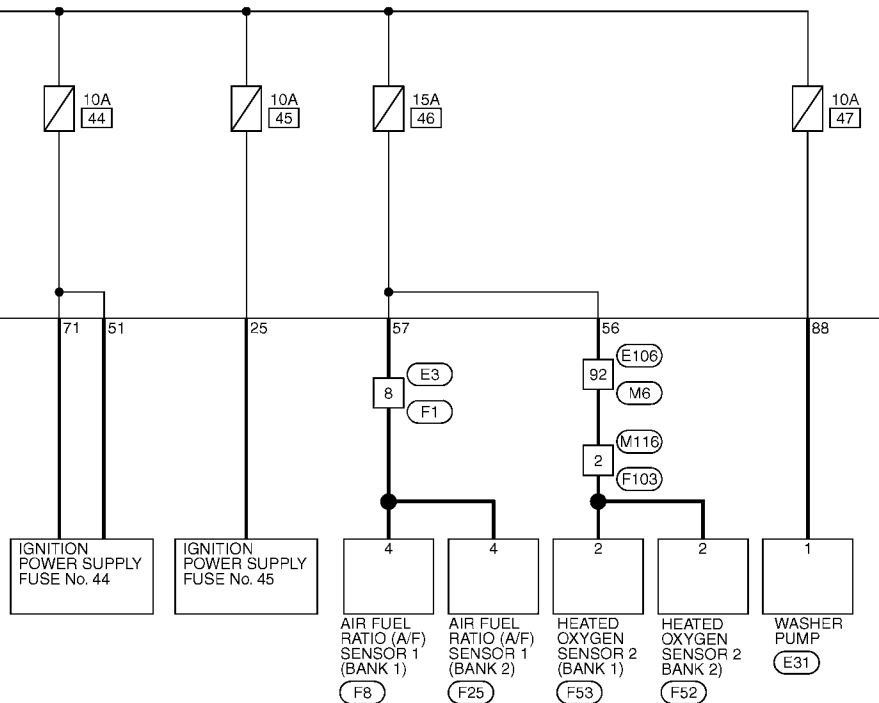 10A
44
10A
45
15A
46
10A
47
71
51
25
57
56
88
8
E3
F1
92
E106
M6
2
M116
F103
IGNITION
POWER SUPPLY
FUSE No. 44
IGNITION
POWER SUPPLY
FUSE No. 45
4
4
2
2
1
AIR FUEL
RATIO (A/F)
SENSOR 1
(BANK 1)
F8
AIR FUEL
RATIO (A/F)
SENSOR 1
(BANK 2)
F25
HEATED
OXYGEN
SENSOR 2
(BANK 1)
F53
HEATED
OXYGEN
SENSOR 2
BANK 2)
F52
WASHER
PUMP
E31